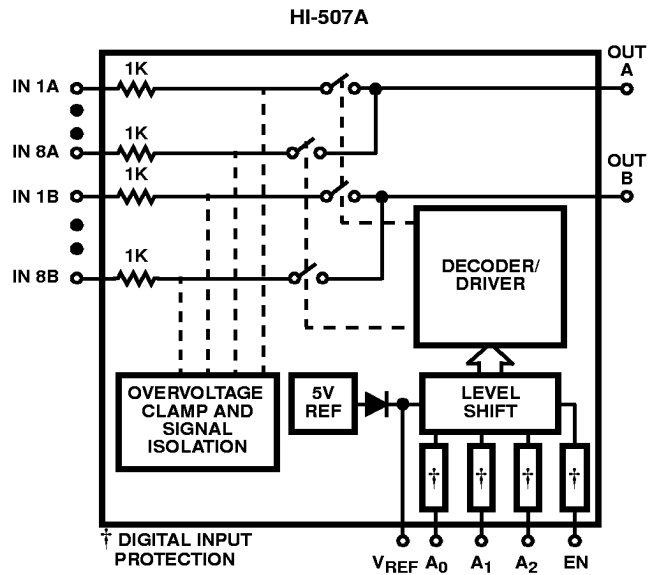 HI-507A
OUT
A
1K
IN 1A
1K
IN 8A
1K
OUT
B
IN 1B
1K
IN 8B
DECODER/
DRIVER
OVERVOLTAGE
CLAMP AND
SIGNAL
ISOLATION
5V
REF
LEVEL
SHIFT
† † † †
† DIGITAL INPUT
PROTECTION
VREF A0 A1 A2 EN